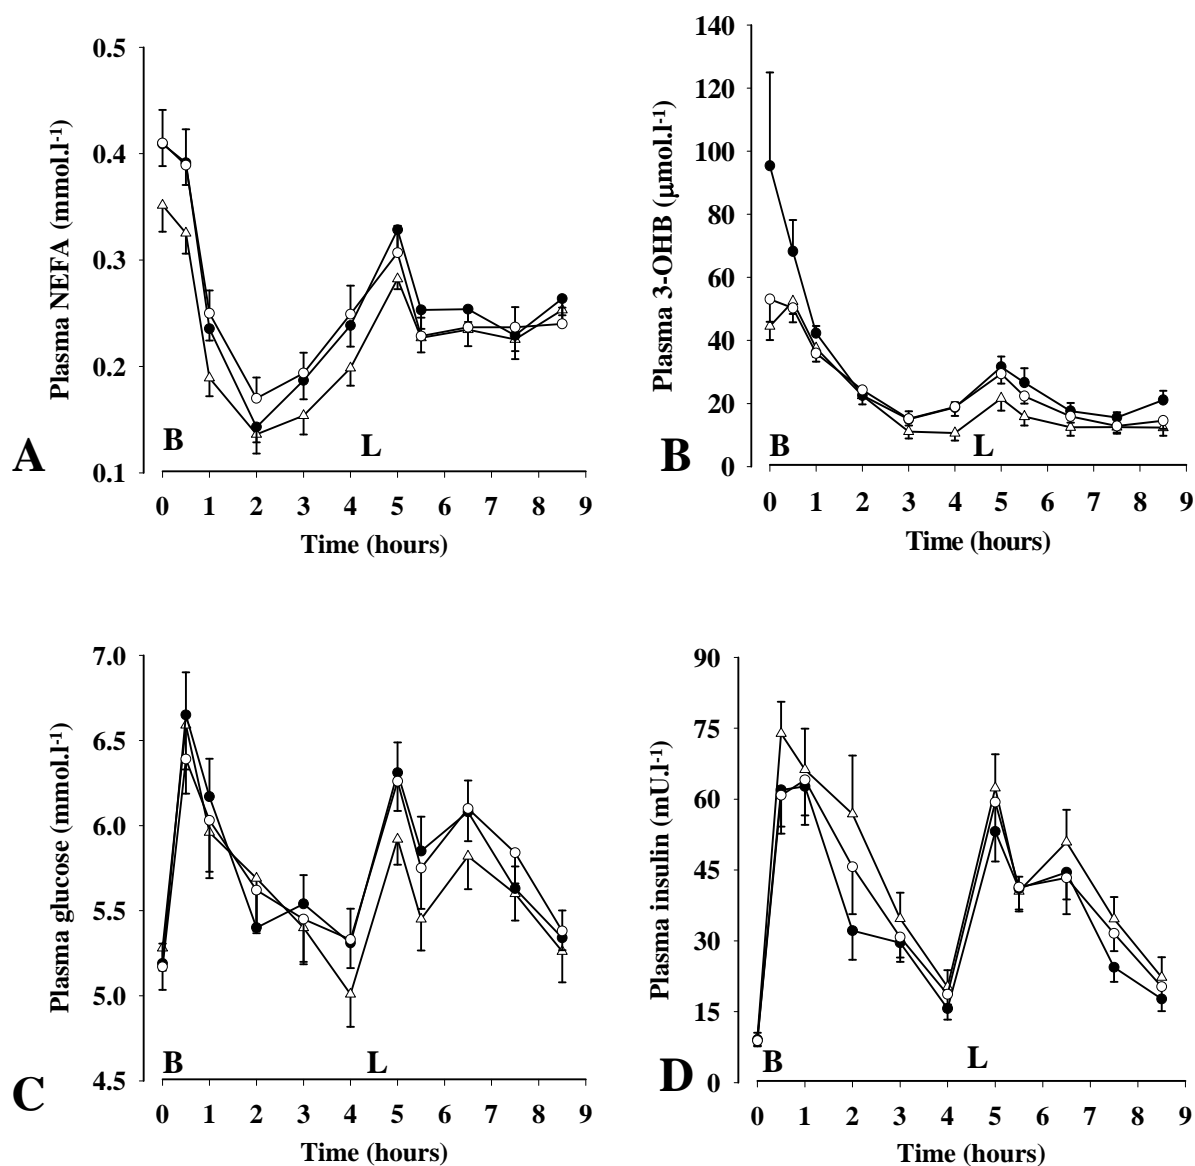 Plasma NEFA (mmol.l-1)
0.5
0.4
0.3
0.2
0.1
B
L
A
0 1 2 3 4 5 6 7 8 9
Time (hours)
Plasma 3-OHB (μmol.l-1)
140
120
100
80
60
40
20
0
B
L
B
0 1 2 3 4 5 6 7 8 9
Time (hours)
Plasma glucose (mmol.l-1)
7.0
6.5
6.0
5.5
5.0
4.5
B
L
C
0 1 2 3 4 5 6 7 8 9
Time (hours)
Plasma insulin (mU.l-1)
90
75
60
45
30
15
0
B
L
D
0 1 2 3 4 5 6 7 8 9
Time (hours)